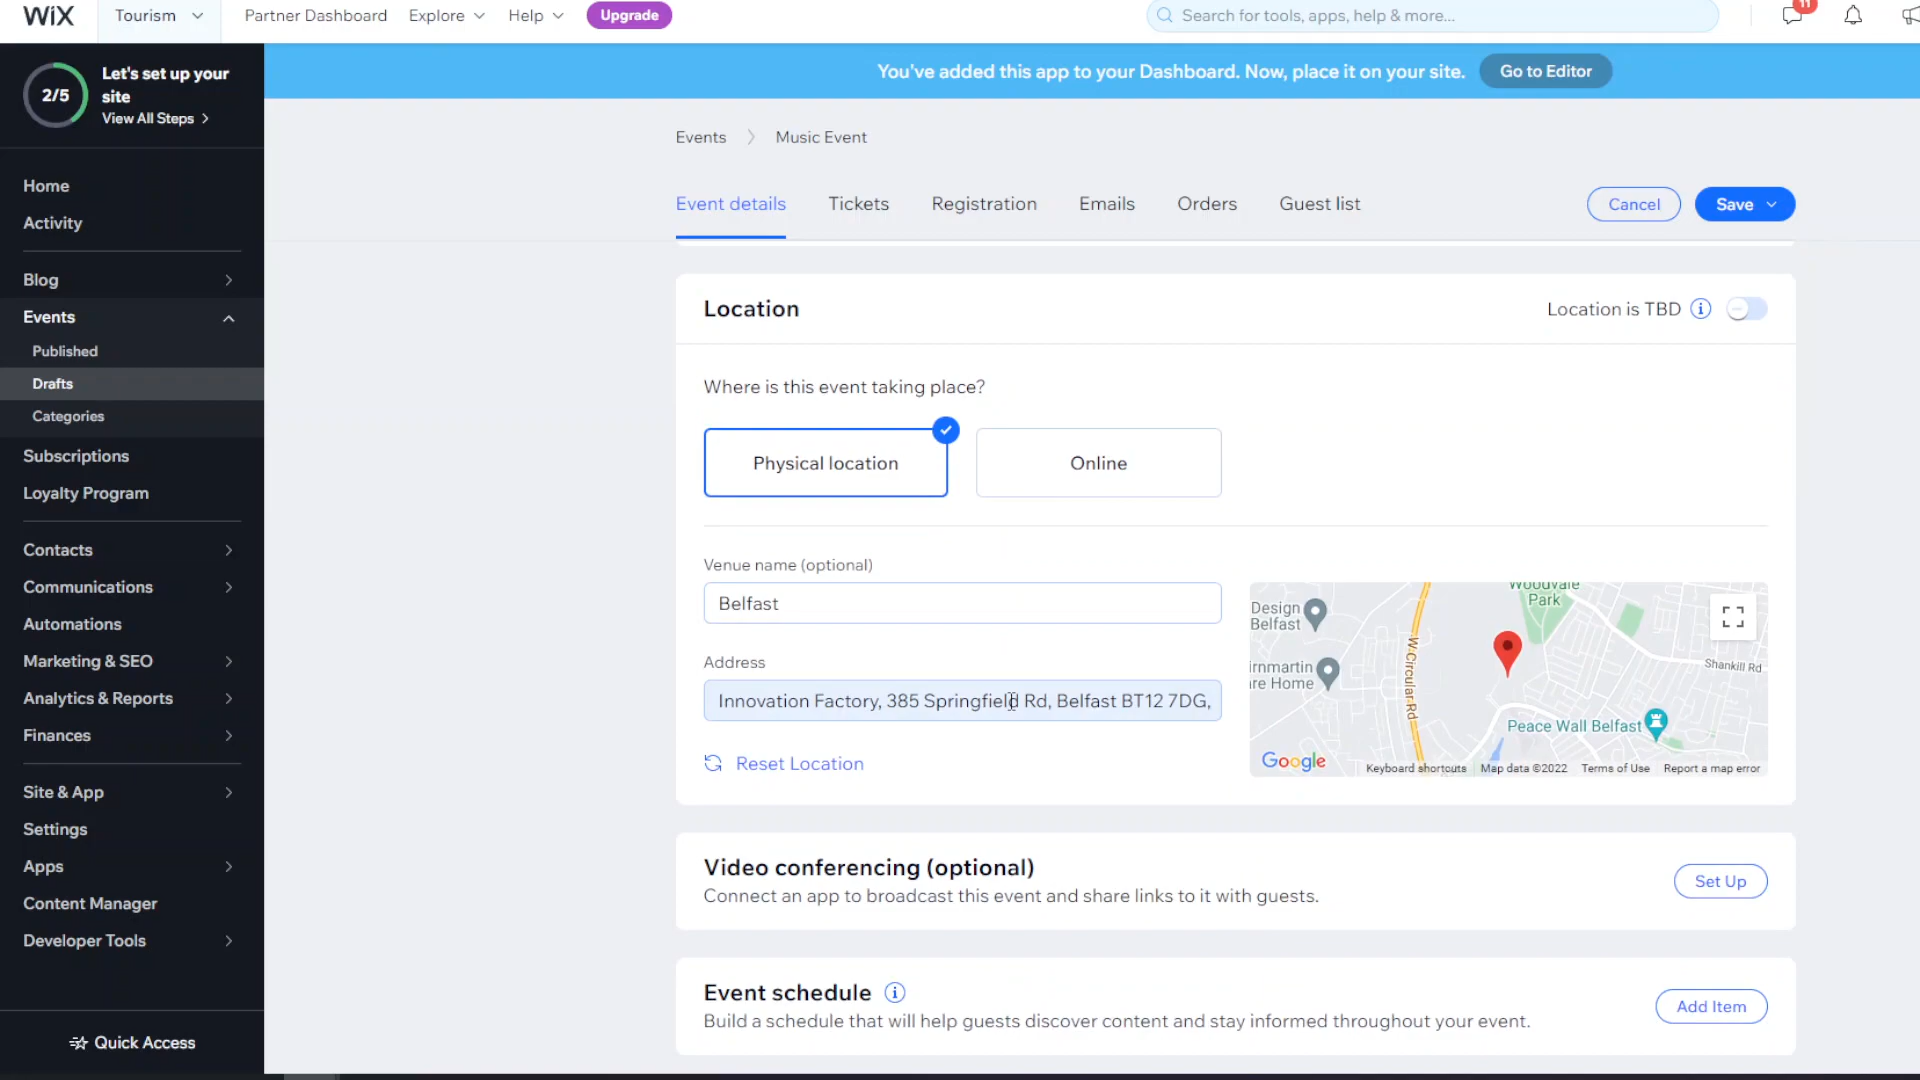 WiX
Tourism
Partner Dashboard
Explore
Help
Upgrade
Search for tools, apps, help & more...
11
2/5
Let's set up your
site
View All Steps
You've added this app to your Dashboard. Now, place it on your site.
Go to Editor
Home
Activity
Blog
Events
Published
Drafts
Categories
Subscriptions
Loyalty Program
Contacts
Communications
Automations
Marketing & SEO
Analytics & Reports
Finances
Site & App
Settings
Apps
Content Manager
Developer Tools
Quick Access
Events
Music Event
Event details
Tickets
Registration
Emails
Orders
Guest list
Cancel
Save
Location
Location is TBD
Where is this event taking place?
Physical location
Online
Venue name (optional)
Belfast
Address
Innovation Factory, 385 Springfield Rd, Belfast BT12 7DG,
Reset Location
Woodvale
Park
Design
Belfast
irnmartin
re Home
W Circular Rd
Shankill Rd
Peace Wall Belfast
Google
Keyboard shortcuts
Map data ©2022
Terms of Use
Report a map error
Video conferencing (optional)
Connect an app to broadcast this event and share links to it with guests.
Set Up
Event schedule
Build a schedule that will help guests discover content and stay informed throughout your event.
Add Item